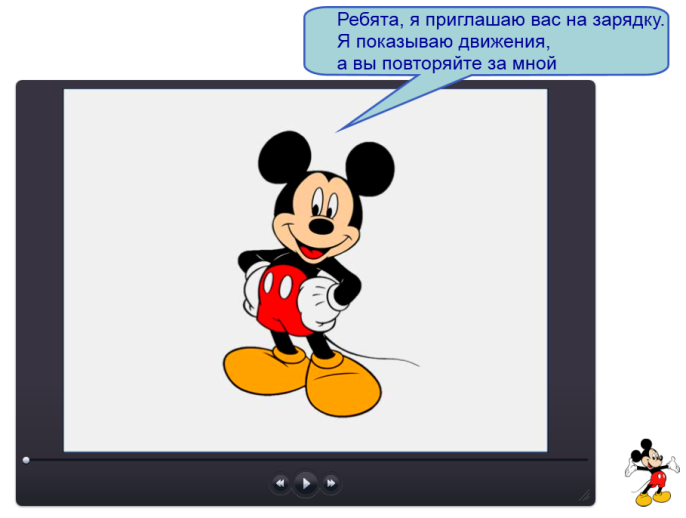 Ребята, я приглашаю вас на зарядку.
Я показываю движения,
а вы повторяйте за мной